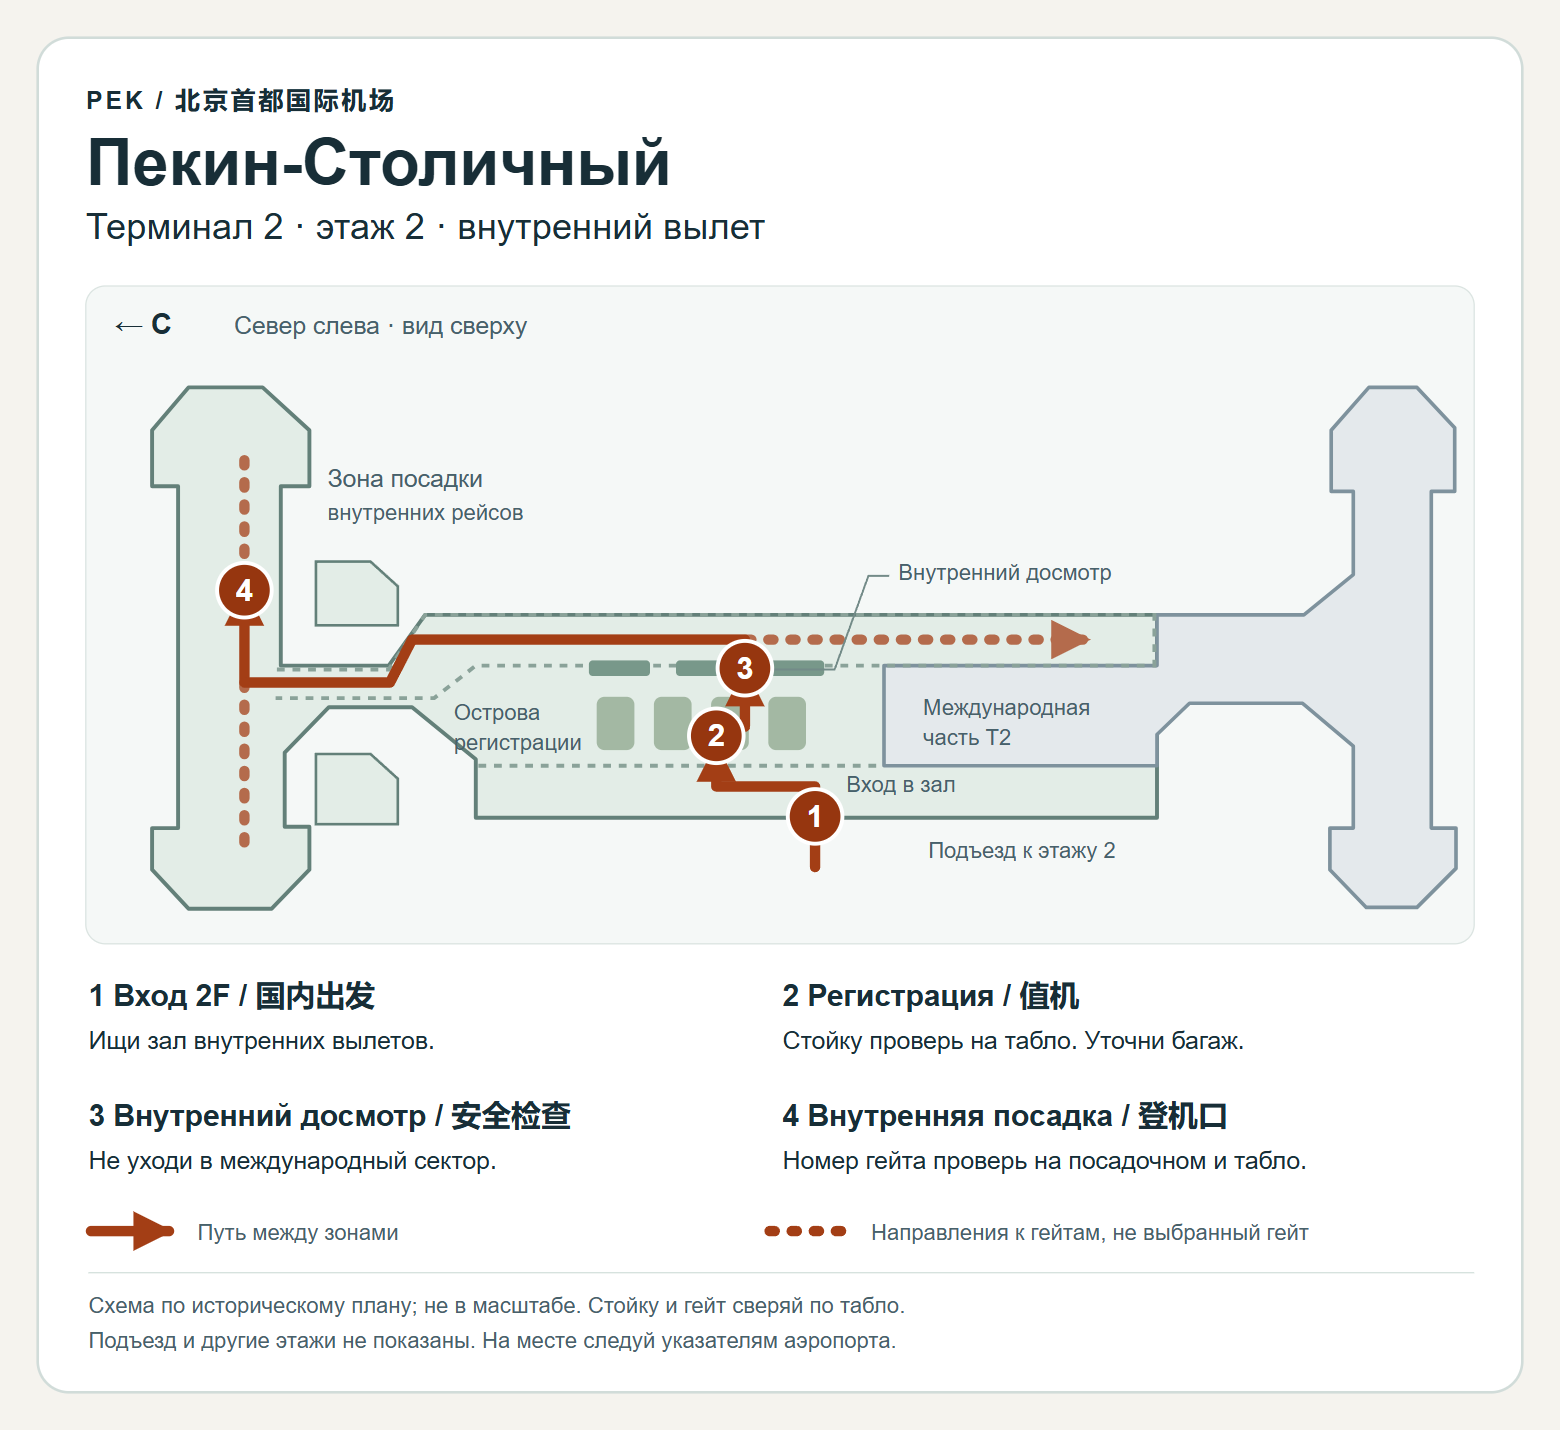 PEK / 北京首都国际机场
Пекин-Столичный
Терминал 2 · этаж 2 · внутренний вылет
← С
Север слева · вид сверху
Зона посадки
внутренних рейсов
4
Внутренний досмотр
3
Острова
регистрации
2
Международная
часть T2
Вход в зал
1
Подъезд к этажу 2
1 Вход 2F / 国内出发
Ищи зал внутренних вылетов.
2 Регистрация / 值机
Стойку проверь на табло. Уточни багаж.
3 Внутренний досмотр / 安全检查
Не уходи в международный сектор.
4 Внутренняя посадка / 登机口
Номер гейта проверь на посадочном и табло.
Путь между зонами
Направления к гейтам, не выбранный гейт
Схема по историческому плану; не в масштабе. Стойку и гейт сверяй по табло.
Подъезд и другие этажи не показаны. На месте следуй указателям аэропорта.